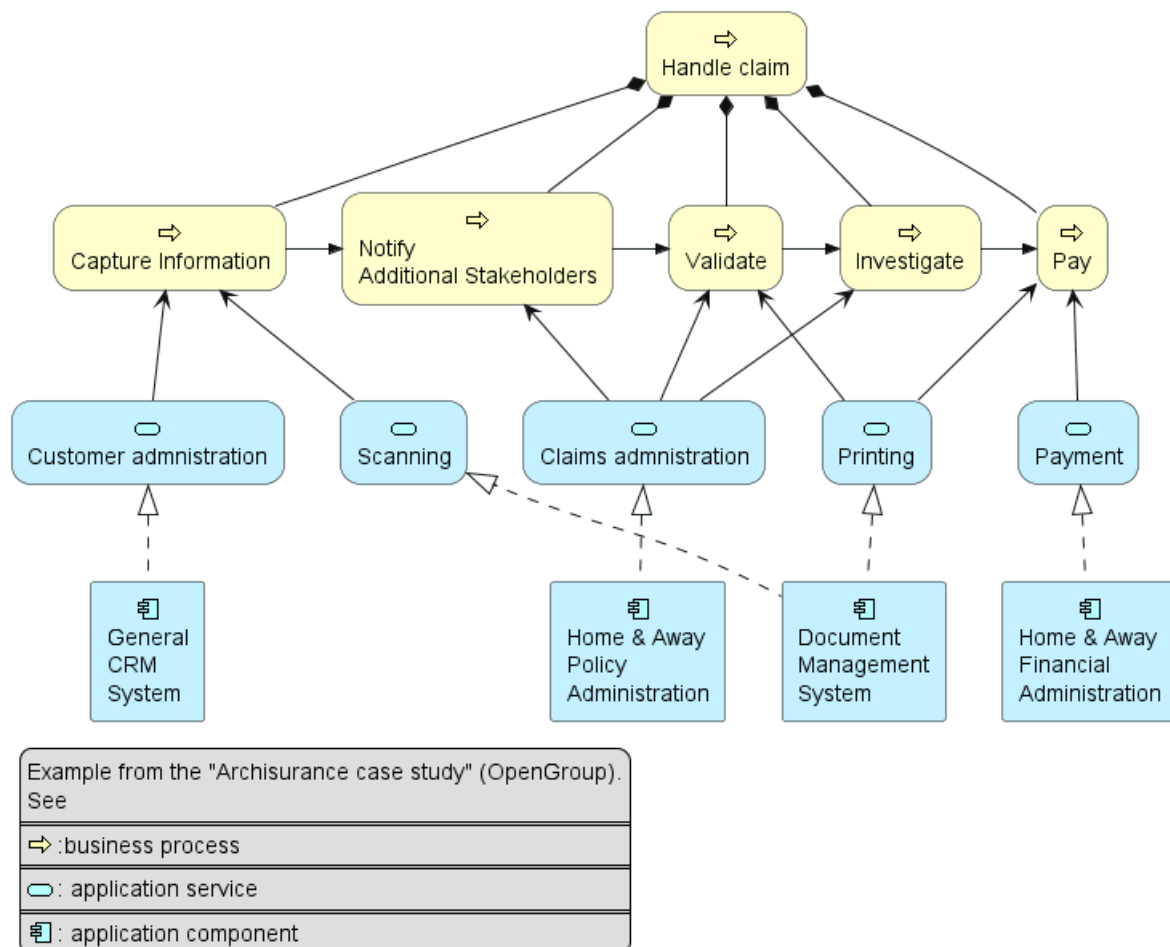 Handle claim
Capture Information
Notify
Additional Stakeholders
Validate
Investigate
Pay
Customer admnistration
Scanning
Claims admnistration
Printing
Payment
General
CRM
System
Home & Away
Policy
Administration
Document
Management
System
Home & Away
Financial
Administration
Example from the "Archisurance case study" (OpenGroup).
See
:business process
: application service
: application component